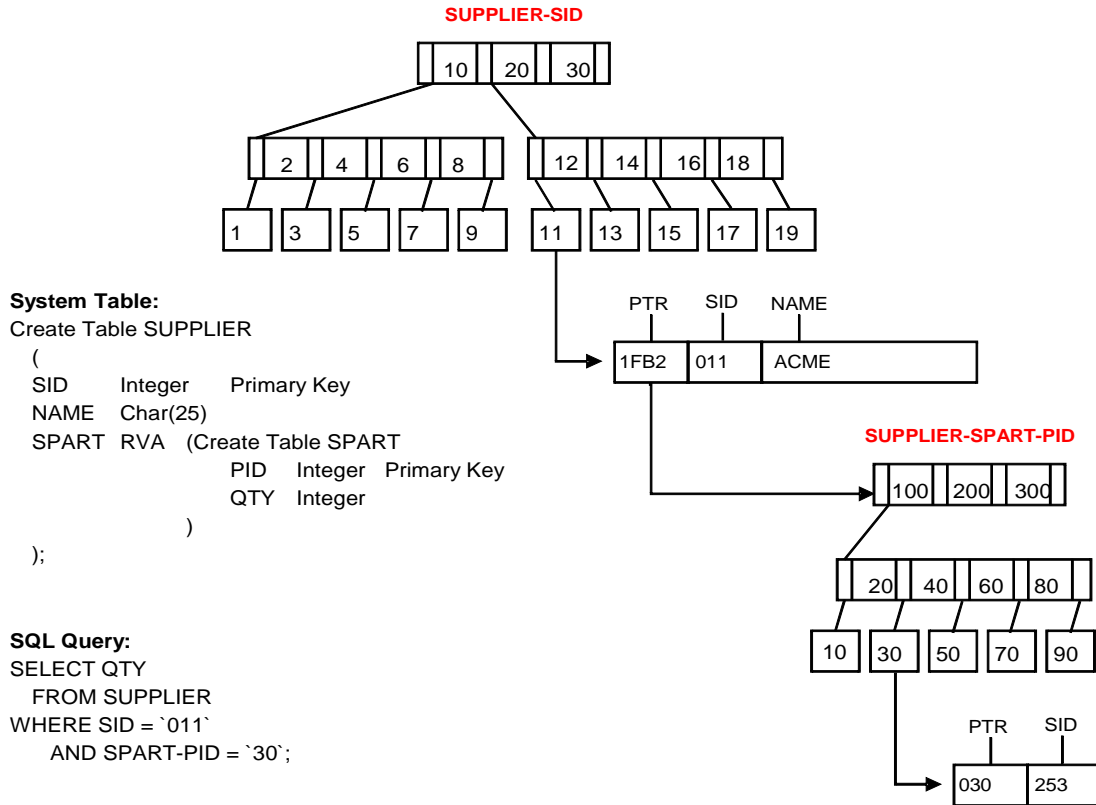 SUPPLIER-SID
10 20 30
2 4 6 8 12 14 16 18
1 3 5 7 9 11 13 15 17 19
System Table:
Create Table SUPPLIER
(
SID Integer Primary Key
NAME Char(25)
SPART RVA (Create Table SPART
PID Integer Primary Key
QTY Integer
)
);
PTR SID NAME
1FB2 011 ACME
SUPPLIER-SPART-PID
100 200 300
20 40 60 80
10 30 50 70 90
PTR SID
030 253
SQL Query:
SELECT QTY
FROM SUPPLIER
WHERE SID = `011`
AND SPART-PID = `30`;